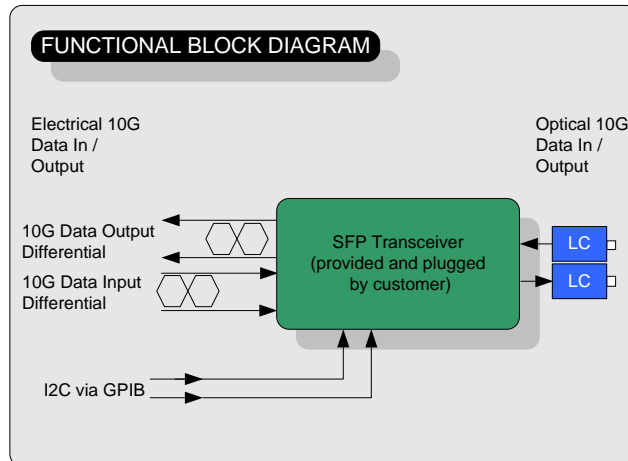 FUNCTIONAL BLOCK DIAGRAM
Electrical 10G
Data In /
Output
Optical 10G
Data In /
Output
10G Data Output
Differential
10G Data Input
Differential
SFP Transceiver
(provided and plugged
by customer)
LC
LC
I2C via GPIB